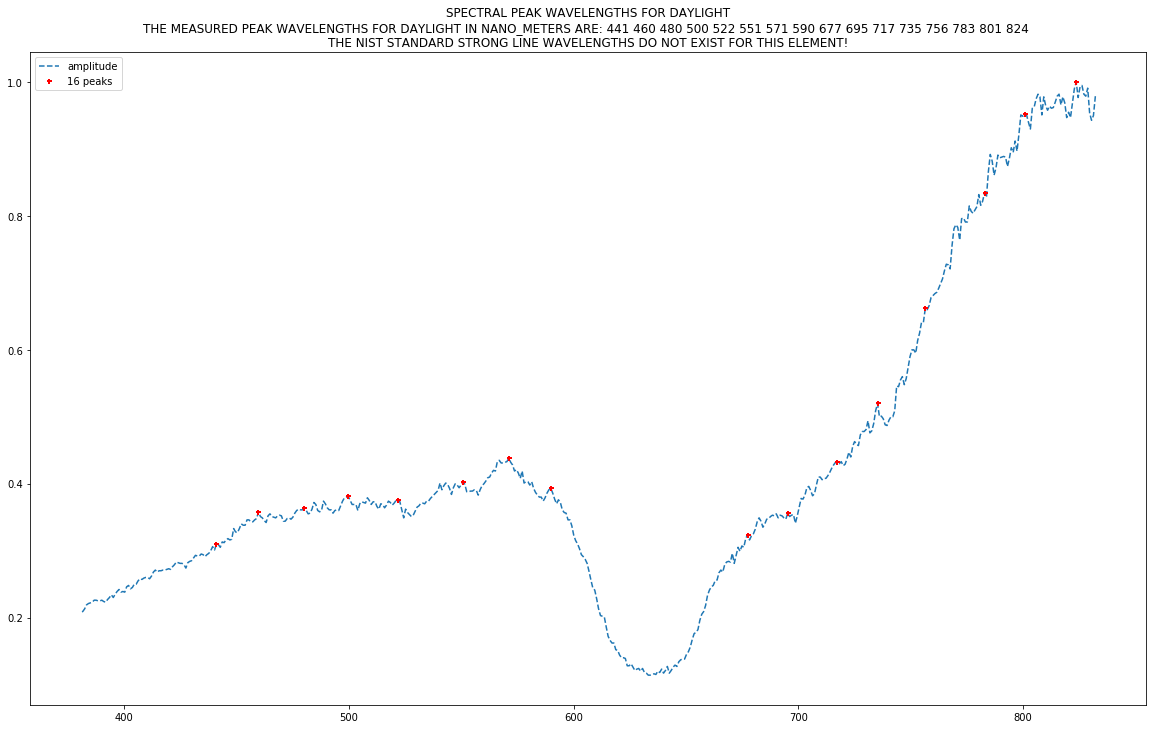 SPECTRAL PEAK WAVELENGTHS FOR DAYLIGHT
THE MEASURED PEAK WAVELENGTHS FOR DAYLIGHT IN NANO_METERS ARE: 441 460 480 500 522 551 571 590 677 695 717 735 756 783 801 824
THE NIST STANDARD STRONG LINE WAVELENGTHS DO NOT EXIST FOR THIS ELEMENT!
amplitude
16 peaks
1.0
0.8
0.6
0.4
0.2
400 500 600 700 800